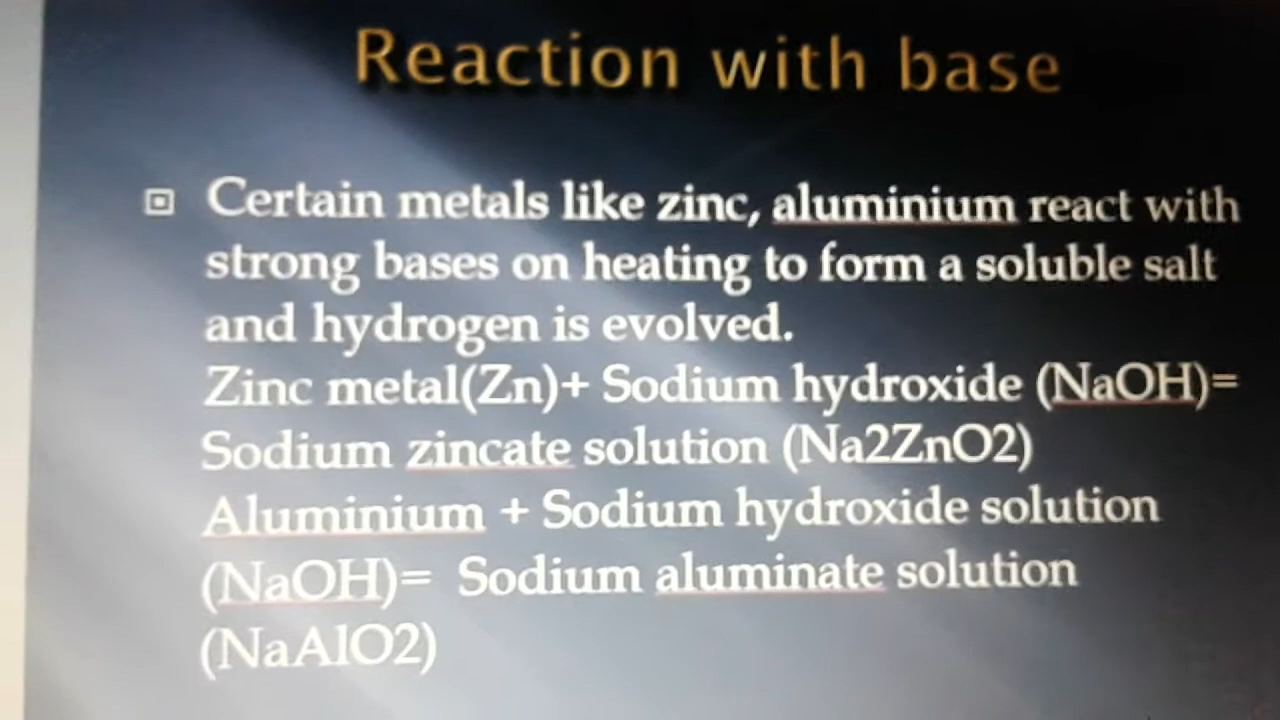 Reaction with base
Certain metals like zinc, aluminium react with
strong bases on heating to form a soluble salt
and hydrogen is evolved.
Zinc metal(Zn)+ Sodium hydroxide (NaOH)=
Sodium zincate solution (Na2ZnO2)
Aluminium + Sodium hydroxide solution
(NaOH)= Sodium aluminate solution
(NaAlO2)